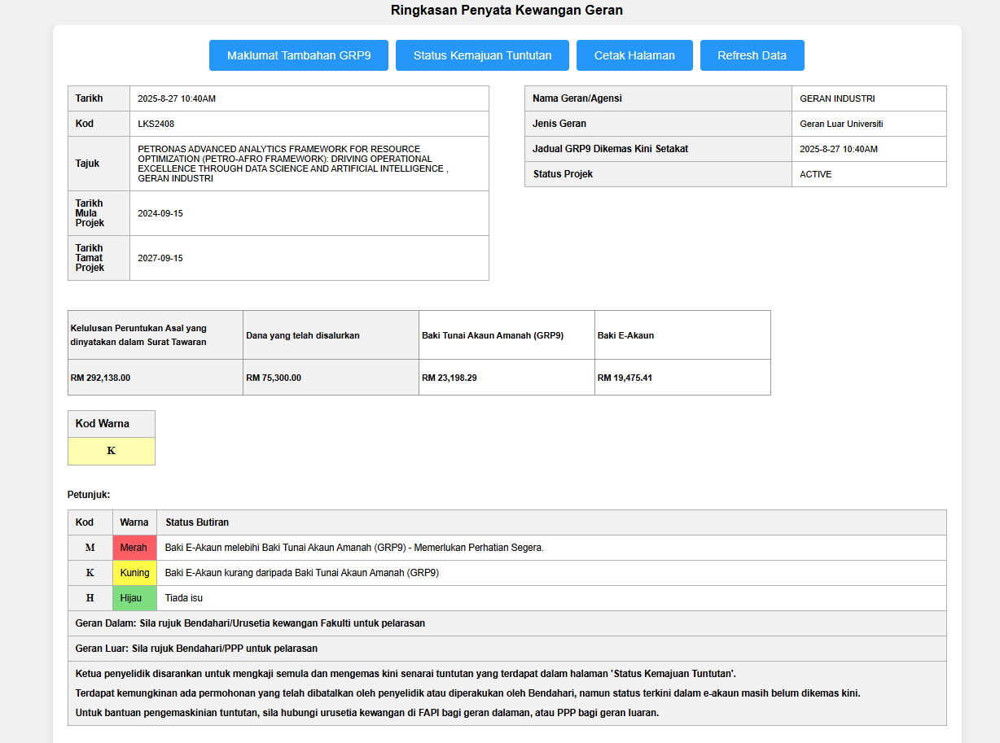 Ringkasan Penyata Kewangan Geran
Maklumat Tambahan GRP9
Status Kemajuan Tuntutan
Cetak Halaman
Refresh Data
Tarikh
2025-8-27 10:40AM
Kod
LKS2408
Tajuk
PETRONAS ADVANCED ANALYTICS FRAMEWORK FOR RESOURCE
OPTIMIZATION (PETRO-AFRO FRAMEWORK): DRIVING OPERATIONAL
EXCELLENCE THROUGH DATA SCIENCE AND ARTIFICIAL INTELLIGENCE ,
GERAN INDUSTRI
Tarikh
Mula
Projek
2024-09-15
Tarikh
Tamat
Projek
2027-09-15
Nama Geran/Agensi
GERAN INDUSTRI
Jenis Geran
Geran Luar Universiti
Jadual GRP9 Dikemas Kini Setakat
2025-8-27 10:40AM
Status Projek
ACTIVE
Kelulusan Peruntukan Asal yang
dinyatakan dalam Surat Tawaran
Dana yang telah disalurkan
Baki Tunai Akaun Amanah (GRP9)
Baki E-Akaun
RM 292,138.00
RM 75,300.00
RM 23,198.29
RM 19,475.41
Kod Warna
K
Petunjuk:
Kod
Warna
Status Butiran
M
Merah
Baki E-Akaun melebihi Baki Tunai Akaun Amanah (GRP9) - Memerlukan Perhatian Segera.
K
Kuning
Baki E-Akaun kurang daripada Baki Tunai Akaun Amanah (GRP9)
H
Hijau
Tiada isu
Geran Dalam: Sila rujuk Bendahari/Urusetia kewangan Fakulti untuk pelarasan
Geran Luar: Sila rujuk Bendahari/PPP untuk pelarasan
Ketua penyelidik disarankan untuk mengkaji semula dan mengemas kini senarai tuntutan yang terdapat dalam halaman 'Status Kemajuan Tuntutan'.
Terdapat kemungkinan ada permohonan yang telah dibatalkan oleh penyelidik atau diperakukan oleh Bendahari, namun status terkini dalam e-akaun masih belum dikemas kini.
Untuk bantuan pengemaskinian tuntutan, sila hubungi urusetia kewangan di FAPI bagi geran dalaman, atau PPP bagi geran luaran.